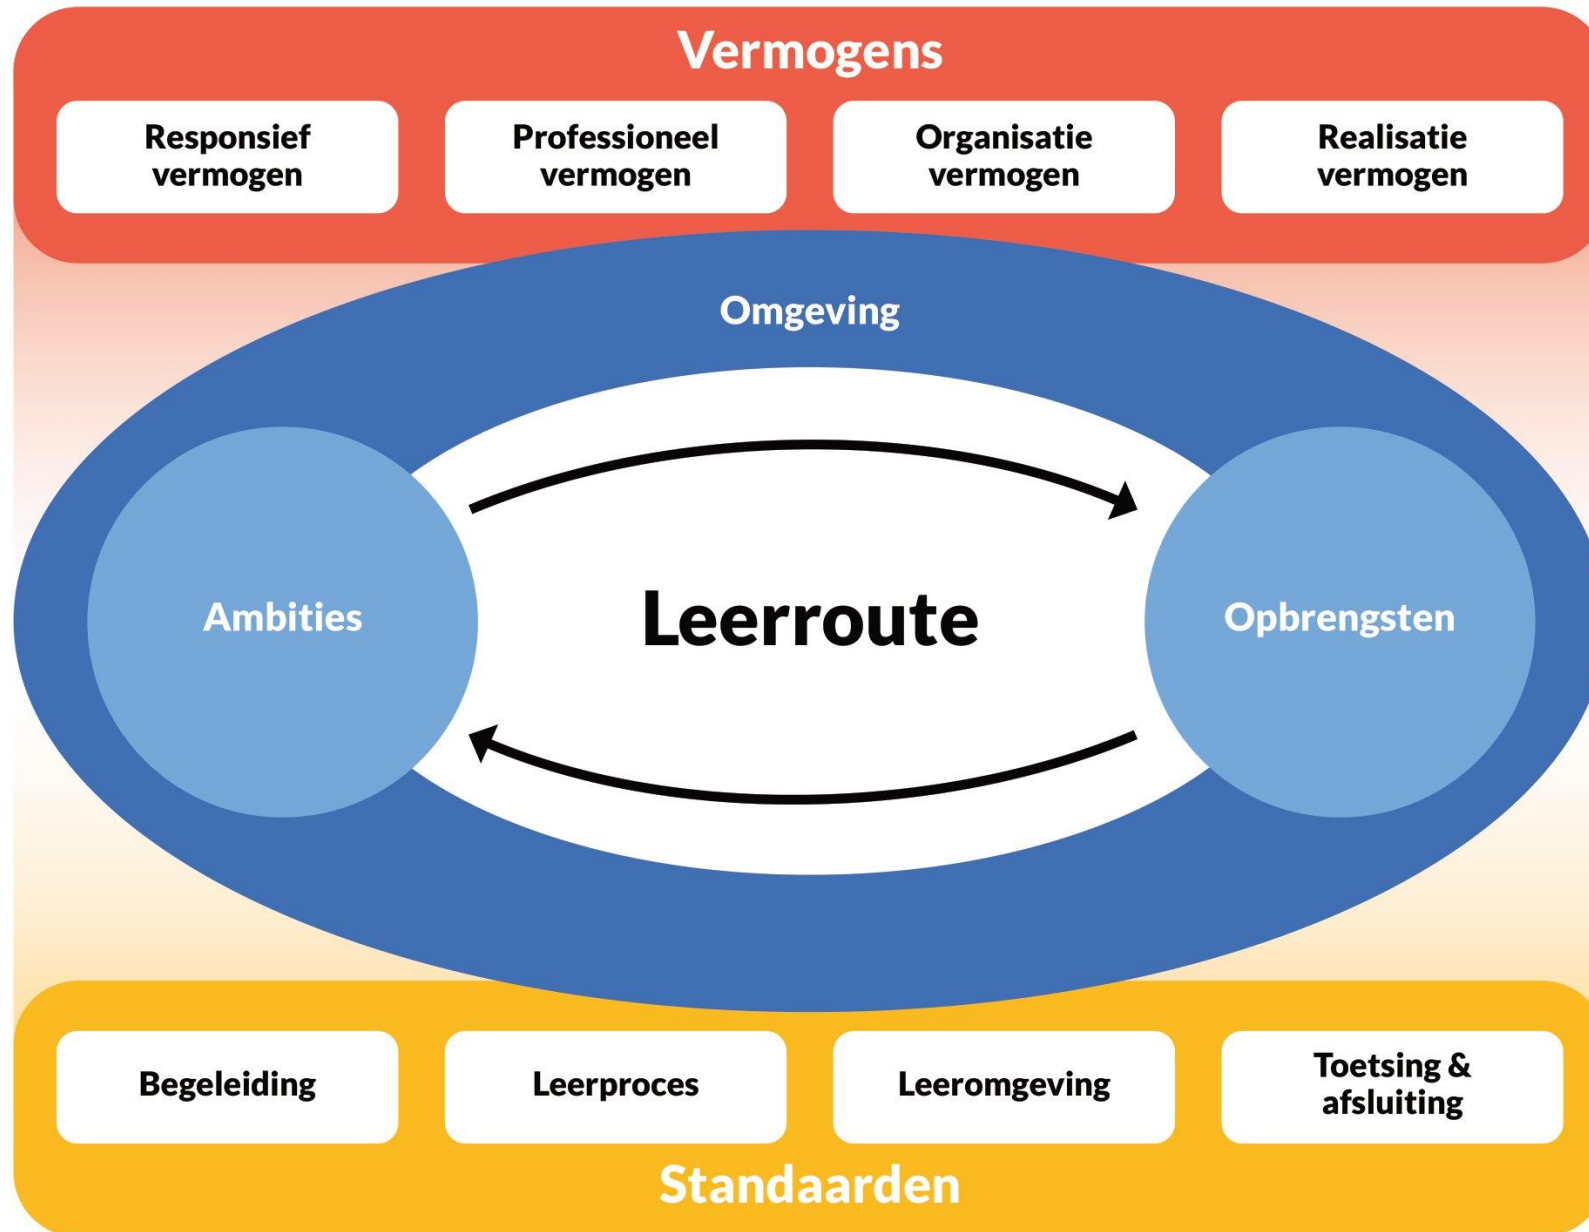 Vermogens
Responsief
vermogen
Professioneel
vermogen
Organisatie
vermogen
Realisatie
vermogen
Omgeving
Ambities
Leerroute
Opbrengsten
Begeleiding
Leerproces
Leeromgeving
Toetsing &
afsluiting
Standaarden